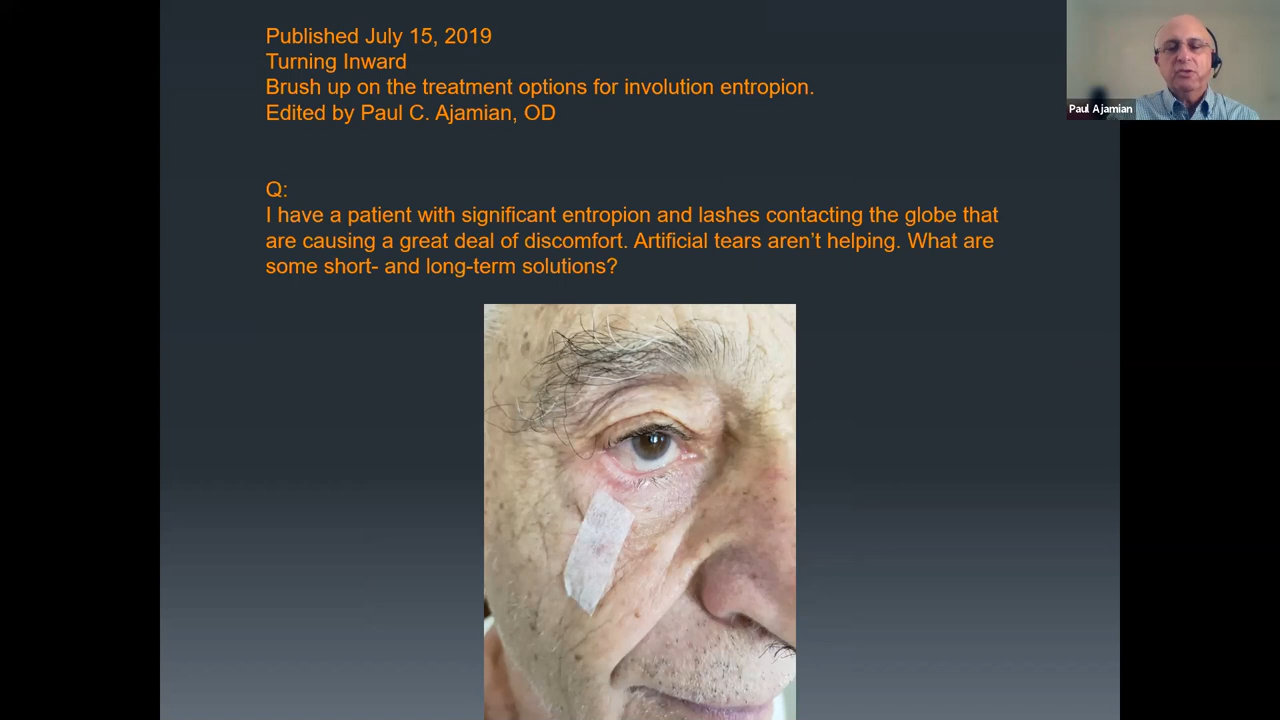 Published July 15, 2019
Turning Inward
Brush up on the treatment options for involution entropion.
Edited by Paul C. Ajamian, OD
Q:
I have a patient with significant entropion and lashes contacting the globe that
are causing a great deal of discomfort. Artificial tears aren’t helping. What are
some short- and long-term solutions?
Paul Ajamian